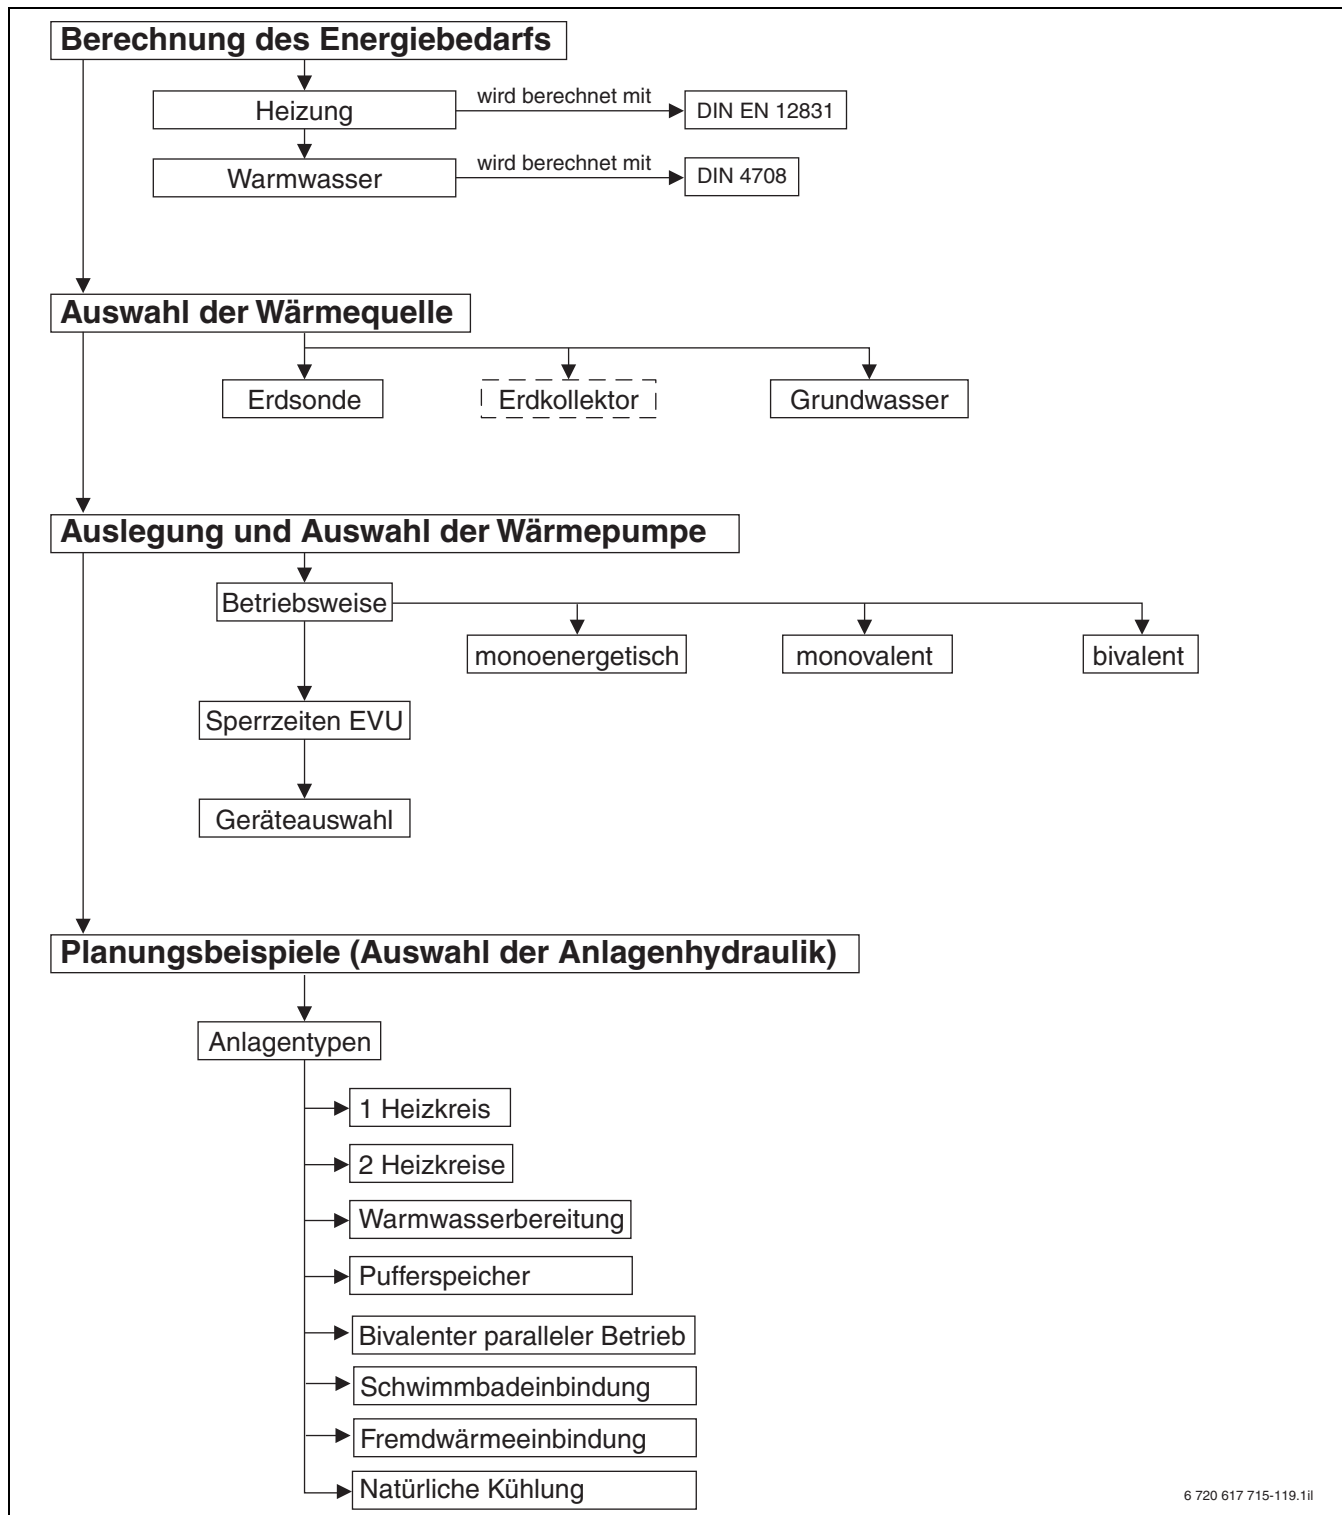 Berechnung des Energiebedarfs
Heizung
wird berechnet mit
DIN EN 12831
Warmwasser
wird berechnet mit
DIN 4708
Auswahl der Wärmequelle
Erdsonde
Erdkollektor
Grundwasser
Auslegung und Auswahl der Wärmepumpe
Betriebsweise
monoenergetisch
monovalent
bivalent
Sperrzeiten EVU
Geräteauswahl
Planungsbeispiele (Auswahl der Anlagenhydraulik)
Anlagentypen
1 Heizkreis
2 Heizkreise
Warmwasserbereitung
Pufferspeicher
Bivalenter paralleler Betrieb
Schwimmbadeinbindung
Fremdwärmeeinbindung
Natürliche Kühlung
6 720 617 715-119.1il